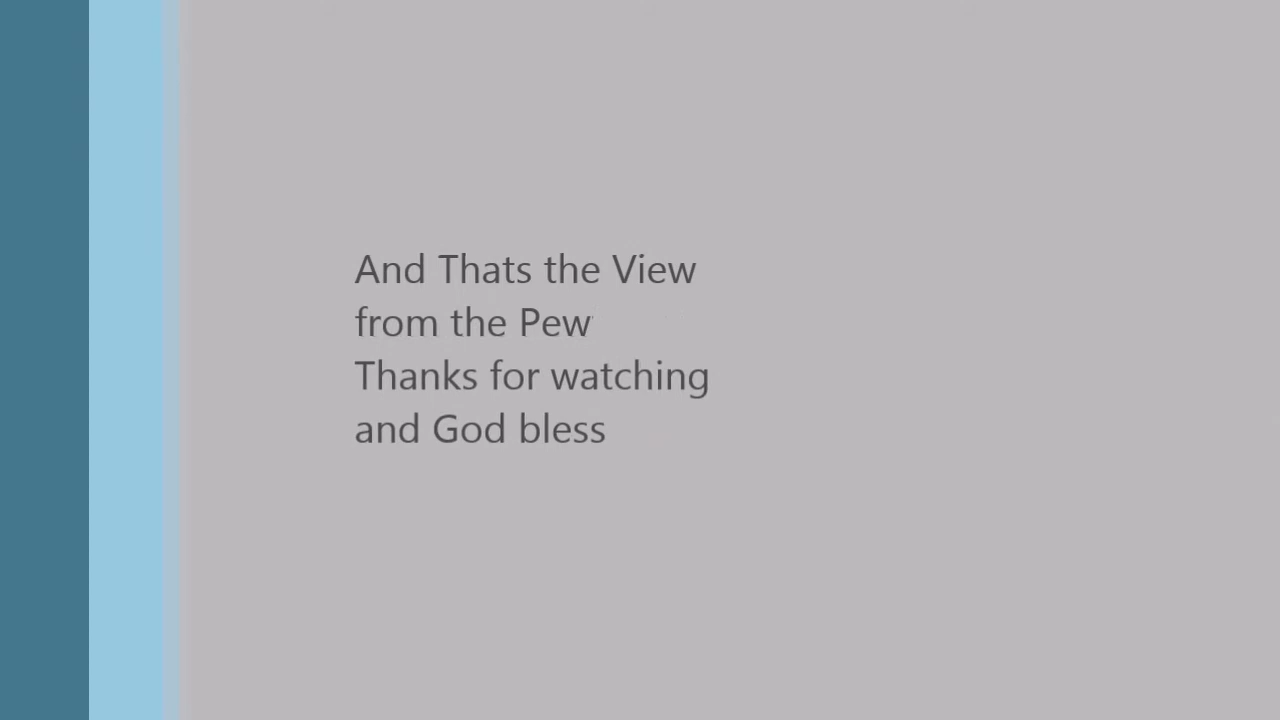 And Thats the View
from the Pew
Thanks for watching
and God bless